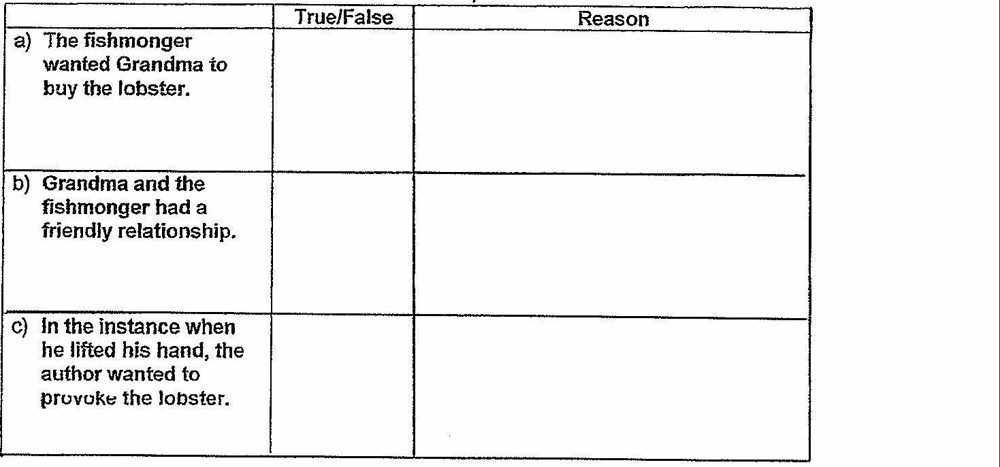 True/False Reason
a) The fishmonger
wanted Grandma to
buy the lobster.
b) Grandma and the
fishmonger had a
friendly relationship.
c) In the instance when
he lifted his hand, the
author wanted to
provoke the lobster.